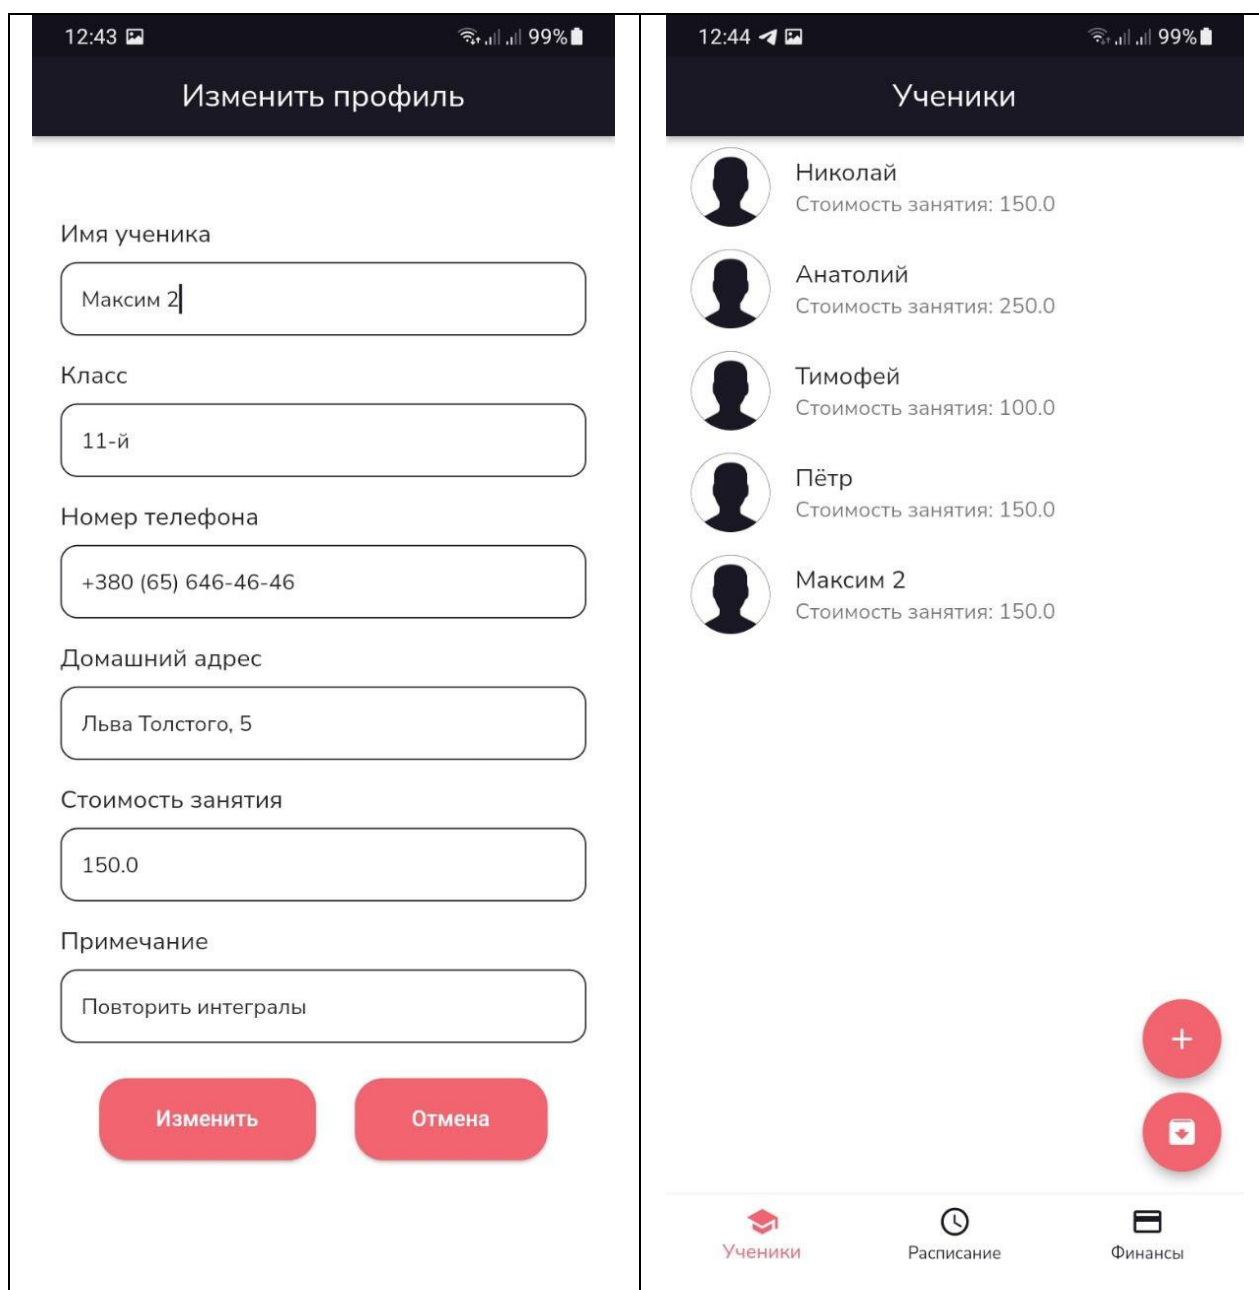 12:43
99%
Изменить профиль
Имя ученика
Максим 2
Класс
11-й
Номер телефона
+380 (65) 646-46-46
Домашний адрес
Льва Толстого, 5
Стоимость занятия
150.0
Примечание
Повторить интегралы
Изменить
Отмена
12:44
99%
Ученики
Николай
Стоимость занятия: 150.0
Анатолий
Стоимость занятия: 250.0
Тимофей
Стоимость занятия: 100.0
Пётр
Стоимость занятия: 150.0
Максим 2
Стоимость занятия: 150.0
Ученики
Расписание
Финансы